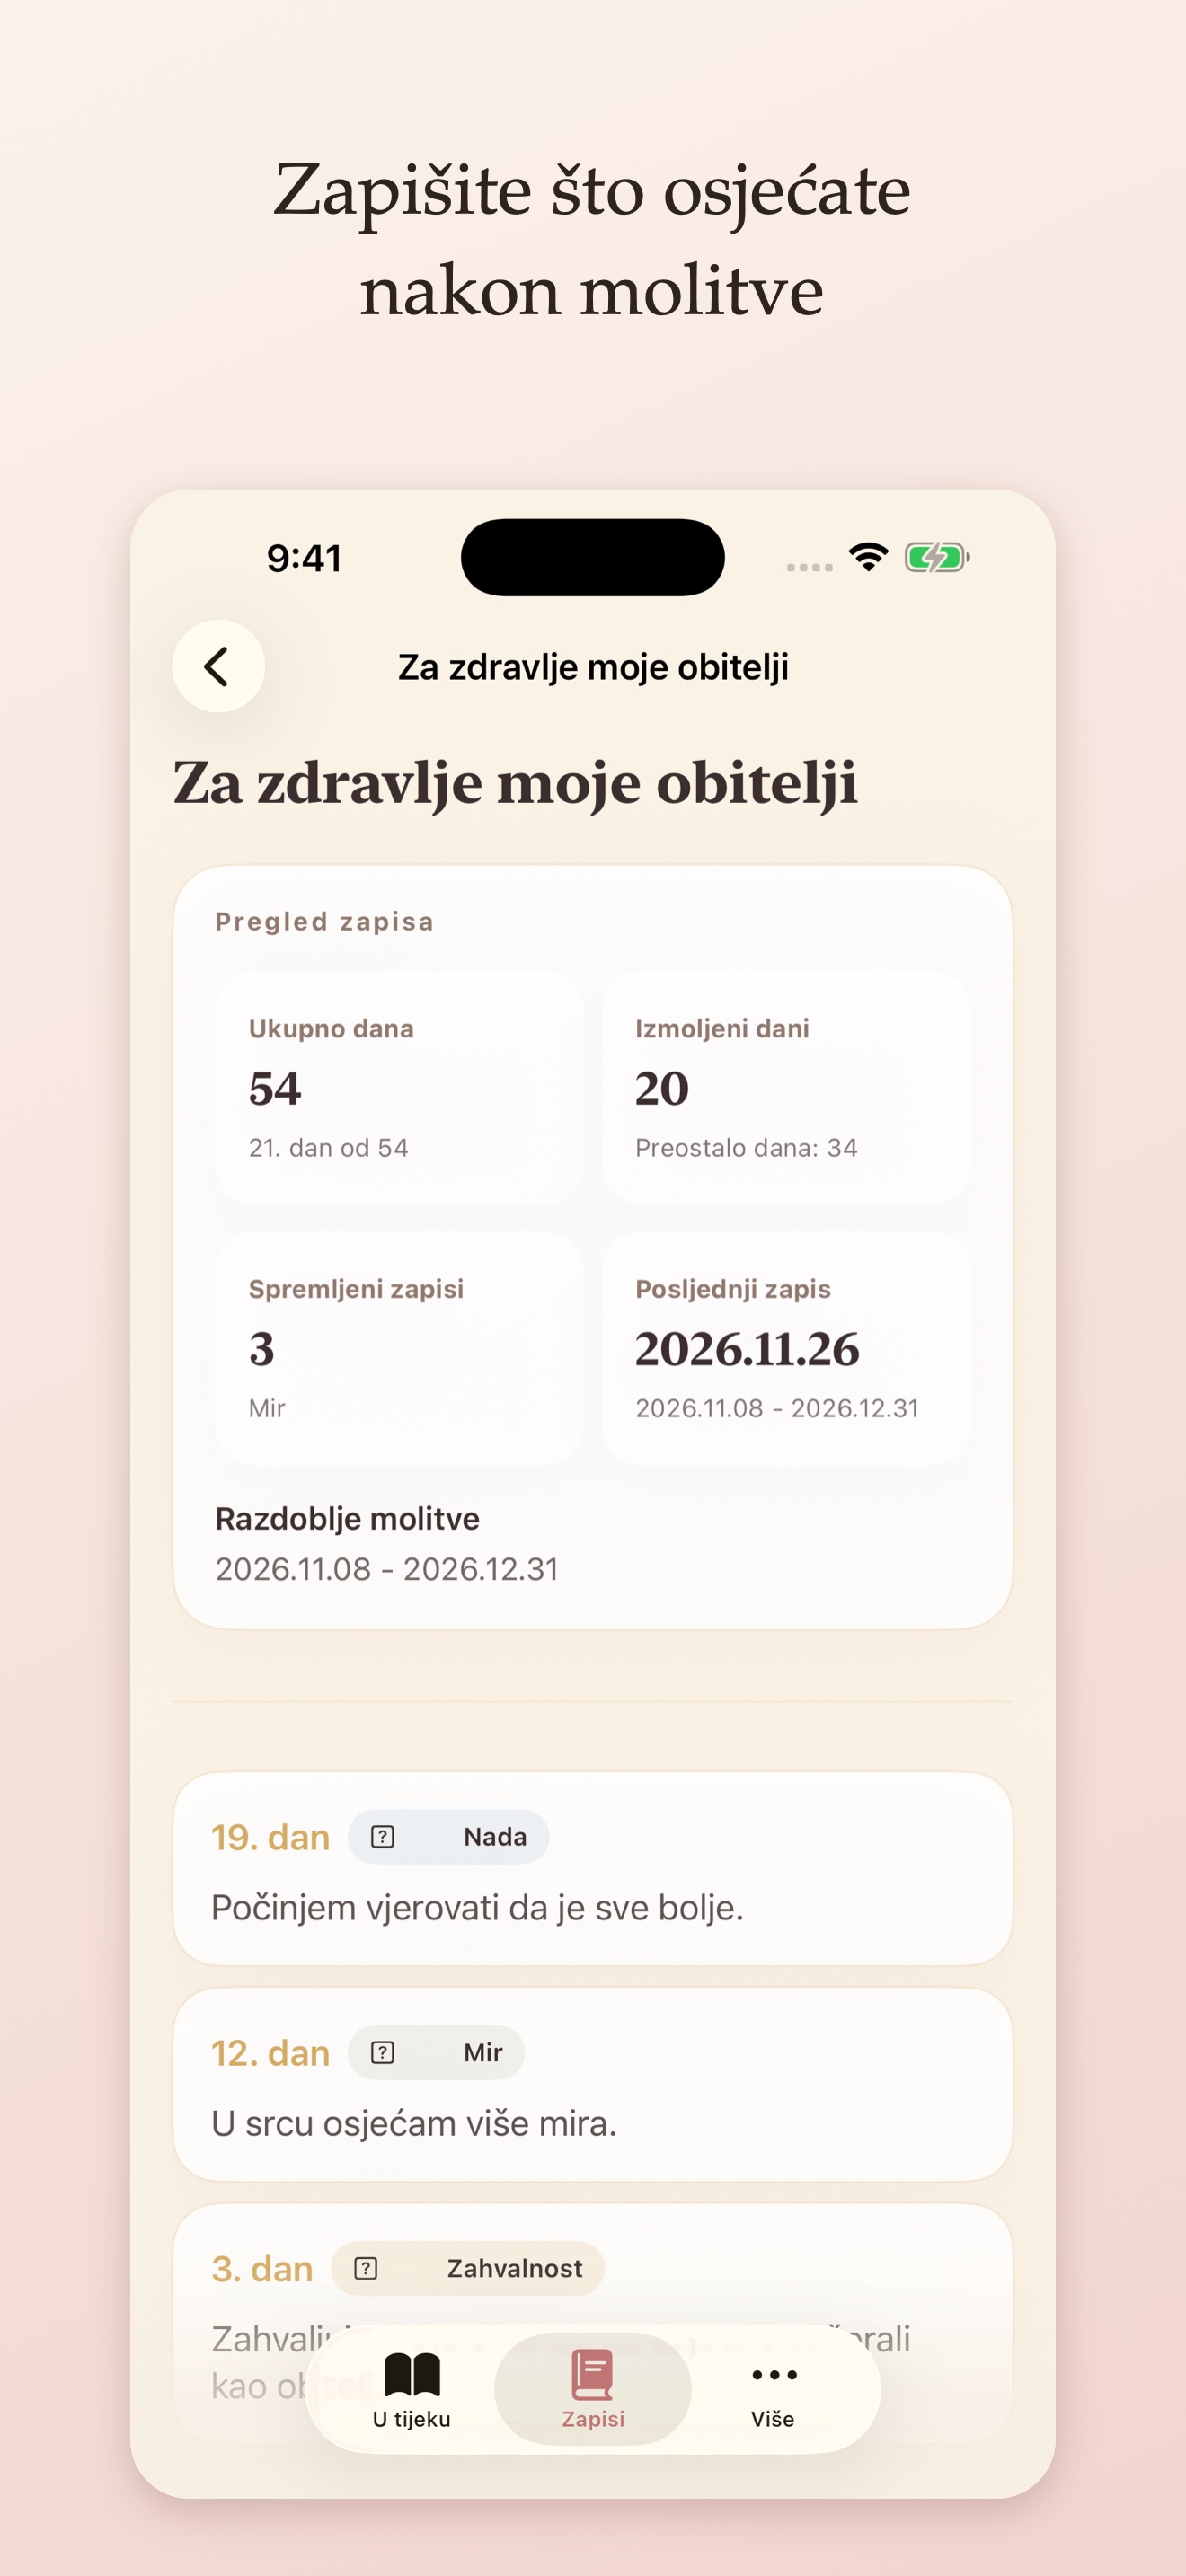 Zapišite što osjećate
nakon molitve
9:41
Za zdravlje moje obitelji
Za zdravlje moje obitelji
Pregled zapisa
Ukupno dana
54
21. dan od 54
Izmoljeni dani
20
Preostalo dana: 34
Spremljeni zapisi
3
Mir
Posljednji zapis
2026.11.26
2026.11.08 - 2026.12.31
Razdoblje molitve
2026.11.08 - 2026.12.31
19. dan
Nada
Počinjem vjerovati da je sve bolje.
12. dan
Mir
U srcu osjećam više mira.
3. dan
Zahvalnost
kao
U tijeku
Zapisi
Više